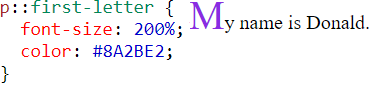 p::first-letter {
  font-size: 200%;
  color: #8A2BE2;
}
My name is Donald.